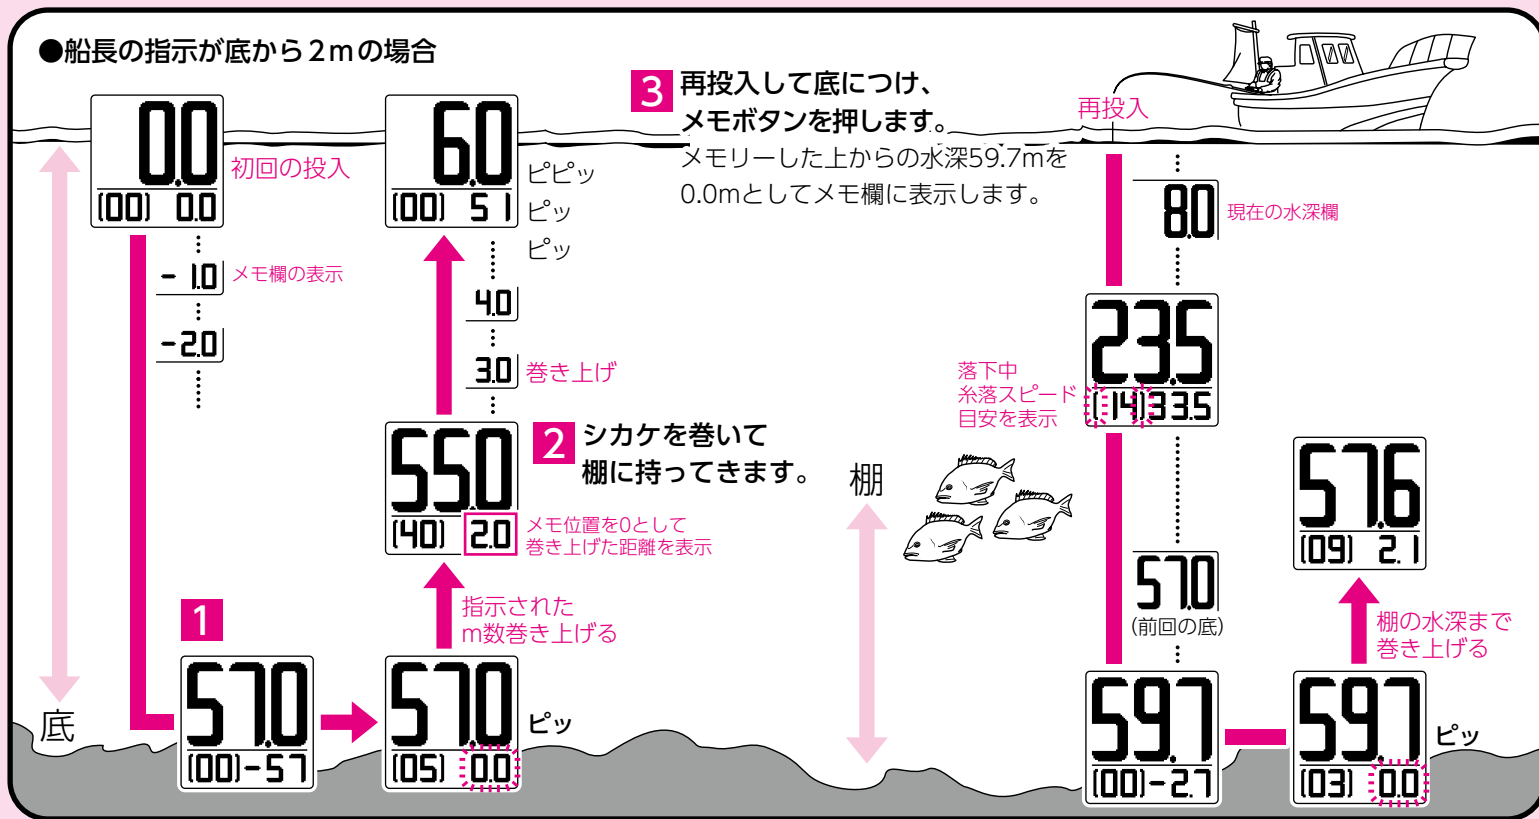 ●船長の指示が底から2mの場合
0.0
(00) 0.0
初回の投入
-1.0
メモ欄の表示
-2.0
1
57.0
(00)-57
底
57.0
(05) 0.0
ピッ
指示された
m数巻き上げる
55.0
(40) 2.0
メモ位置を0として
巻き上げた距離を表示
2 シカケを巻いて
棚に持ってきます。
3.0
巻き上げ
4.0
6.0
(00) 51
ピピッ
ピッ
ピッ
3 再投入して底につけ、
メモボタンを押します。
メモリーした上からの水深59.7mを
0.0mとしてメモ欄に表示します。
再投入
8.0
現在の水深欄
23.5
(14)33.5
落下中
糸落スピード
目安を表示
棚
57.0
(前回の底)
59.7
(00)-2.7
59.7
(03) 0.0
ピッ
棚の水深まで
巻き上げる
57.6
(09) 2.1